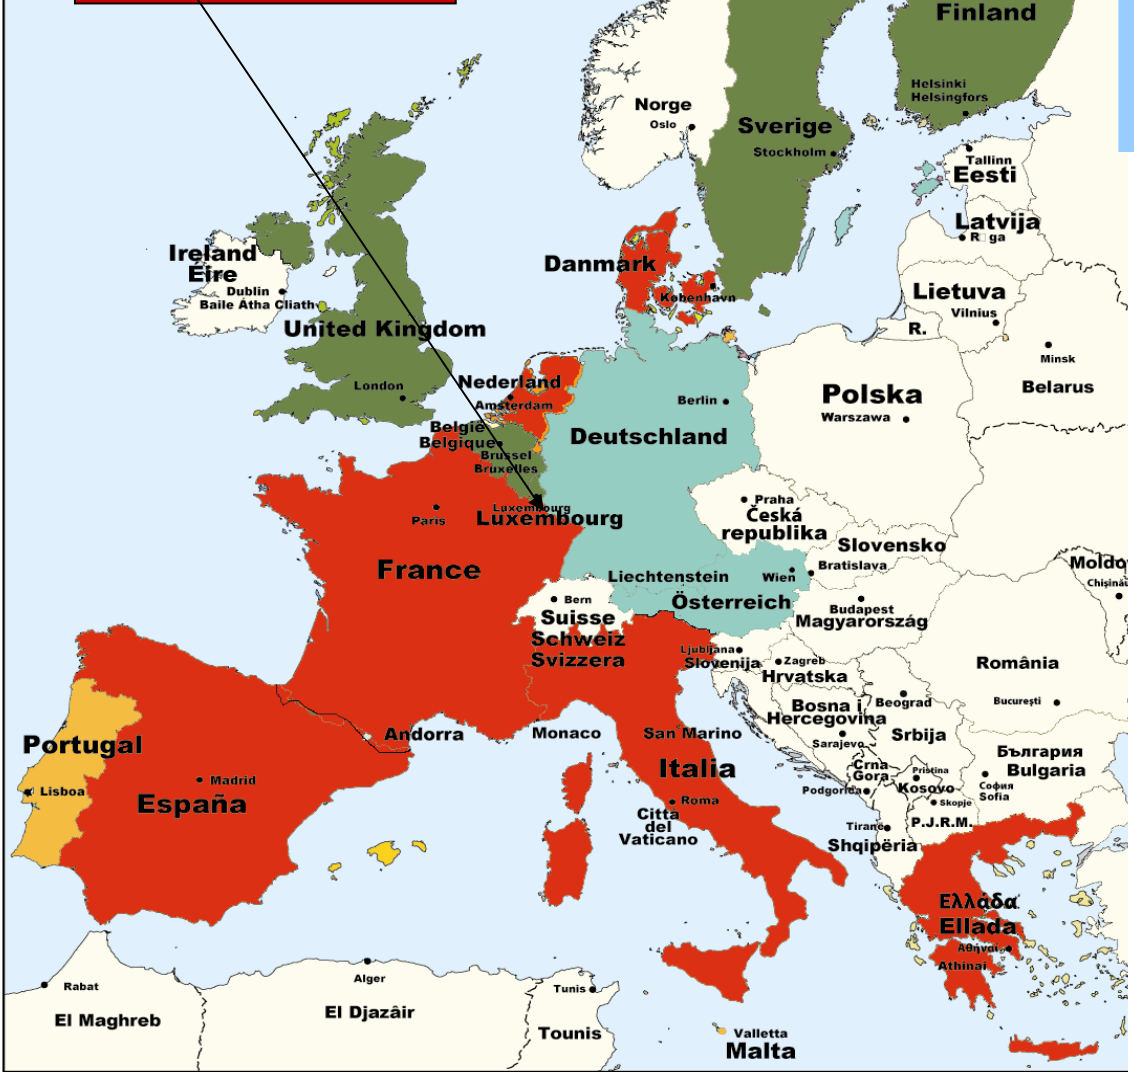 Finland
Helsinki
Helsingfors
Norge
Oslo
Sverige
Stockholm
Tallinn
Eesti
Latvija
R□ga
Ireland
Éire
Dublin
Baile Átha Cliath
Danmark
København
Lietuva
Vilnius
R.
Minsk
Belarus
United Kingdom
London
Nederland
Amsterdam
België
Belgique
Brussel
Bruxelles
Berlin
Deutschland
Polska
Warszawa
Luxembourg
Luxembourg
Paris
France
Praha
Česká
republika
Slovensko
Bratislava
Liechtenstein
Wien
Österreich
Bern
Suisse
Schweiz
Svizzera
Budapest
Magyarország
Moldo
Chişinău
Ljubljana
Slovenija
Zagreb
Hrvatska
România
Bucureşti
Bosna i
Hercegovina
Sarajevo
Beograd
Srbija
Andorra
Monaco
San Marino
Italia
Roma
Città
del
Vaticano
Crna
Gora
Podgorica
Pristina
Kosovo
Skopje
P.J.R.M.
България
Bulgaria
София
Sofia
Tirane
Shqipëria
Portugal
Lisboa
Madrid
España
Ελλάδα
Ellada
Αθήναι
Athinai
Rabat
El Maghreb
Alger
El Djazâir
Tunis
Tounis
Valletta
Malta